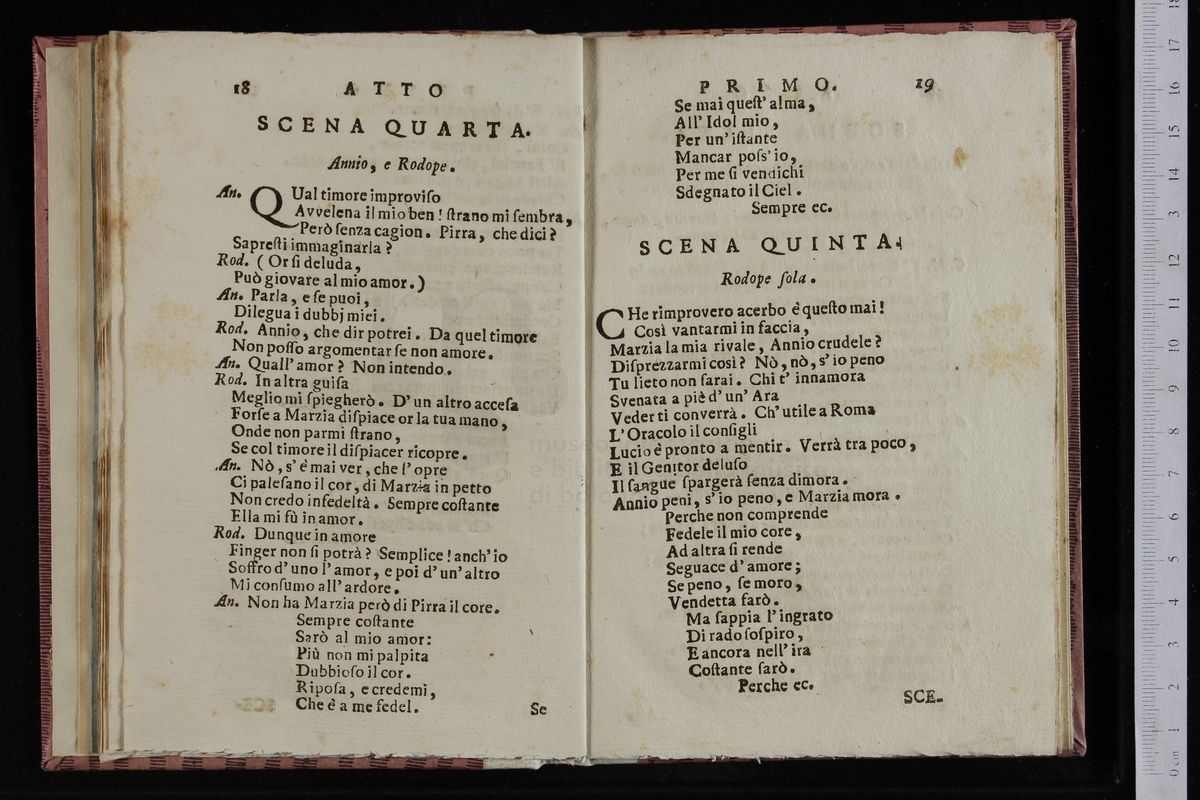 18 ATTO
SCENA QUARTA.
Annio, e Rodope.
An. QUal timore improviſo
Avvelena il mio ben! ſtrano mi ſembra,
Però ſenza cagion. Pirra, che dici?
Sapreſti immaginarla?
Rod. (Or ſi deluda,
Può giovare al mio amor.)
An. Parla, e ſe puoi,
Dilegua i dubbj miei.
Rod. Annio, che dir potrei. Da quel timore
Non poſſo argomentar ſe non amore.
An. Quall' amor? Non intendo.
Rod. In altra guiſa
Meglio mi ſpiegherò. D' un altro acceſa
Forſe a Marzia diſpiace or la tua mano,
Onde non parmi ſtrano,
Se col timore il diſpiacer ricopre.
An. Nò, s' è mai ver, che l' opre
Ci paleſano il cor, di Marzia in petto
Non credo infedeltà. Sempre coſtante
Ella mi fù in amor.
Rod. Dunque in amore
Finger non ſi potrà? Semplice! anch' io
Soffro d' uno l' amor, e poi d' un' altro
Mi conſumo all' ardore.
An. Non ha Marzia però di Pirra il core.
Sempre coſtante
Sarò al mio amor:
Più non mi palpita
Dubbioſo il cor.
Ripoſa, e credemi,
Che è a me fedel.
Se
PRIMO. 19
Se mai queſt' alma,
All' Idol mio,
Per un' iſtante
Mancar poſs' io,
Per me ſi vendichi
Sdegnato il Ciel.
Sempre ec.
SCENA QUINTA.
Rodope ſola.
CHe rimprovero acerbo è queſto mai!
Così vantarmi in faccia,
Marzia la mia rivale, Annio crudele?
Diſprezzarmi così? Nò, nò, s' io peno
Tu lieto non ſarai. Chi t' innamora
Svenata a piè d' un' Ara
Veder ti converrà. Ch' utile a Roma
L' Oracolo il conſigli
Lucio è pronto a mentir. Verrà tra poco,
E il Genitor deluſo
Il ſangue ſpargerà ſenza dimora.
Annio peni, s' io peno, e Marzia mora.
Perche non comprende
Fedele il mio core,
Ad altra ſi rende
Seguace d' amore;
Se peno, ſe moro,
Vendetta farò.
Ma ſappia l' ingrato
Di rado ſoſpiro,
E ancora nell' ira
Coſtante ſarò.
Perche ec.
SCE-